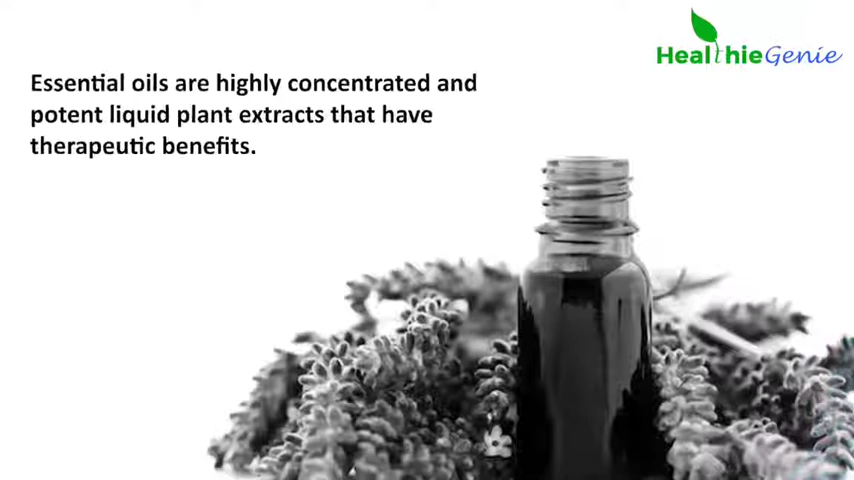 HealthieGenie
Essential oils are highly concentrated and
potent liquid plant extracts that have
therapeutic benefits.